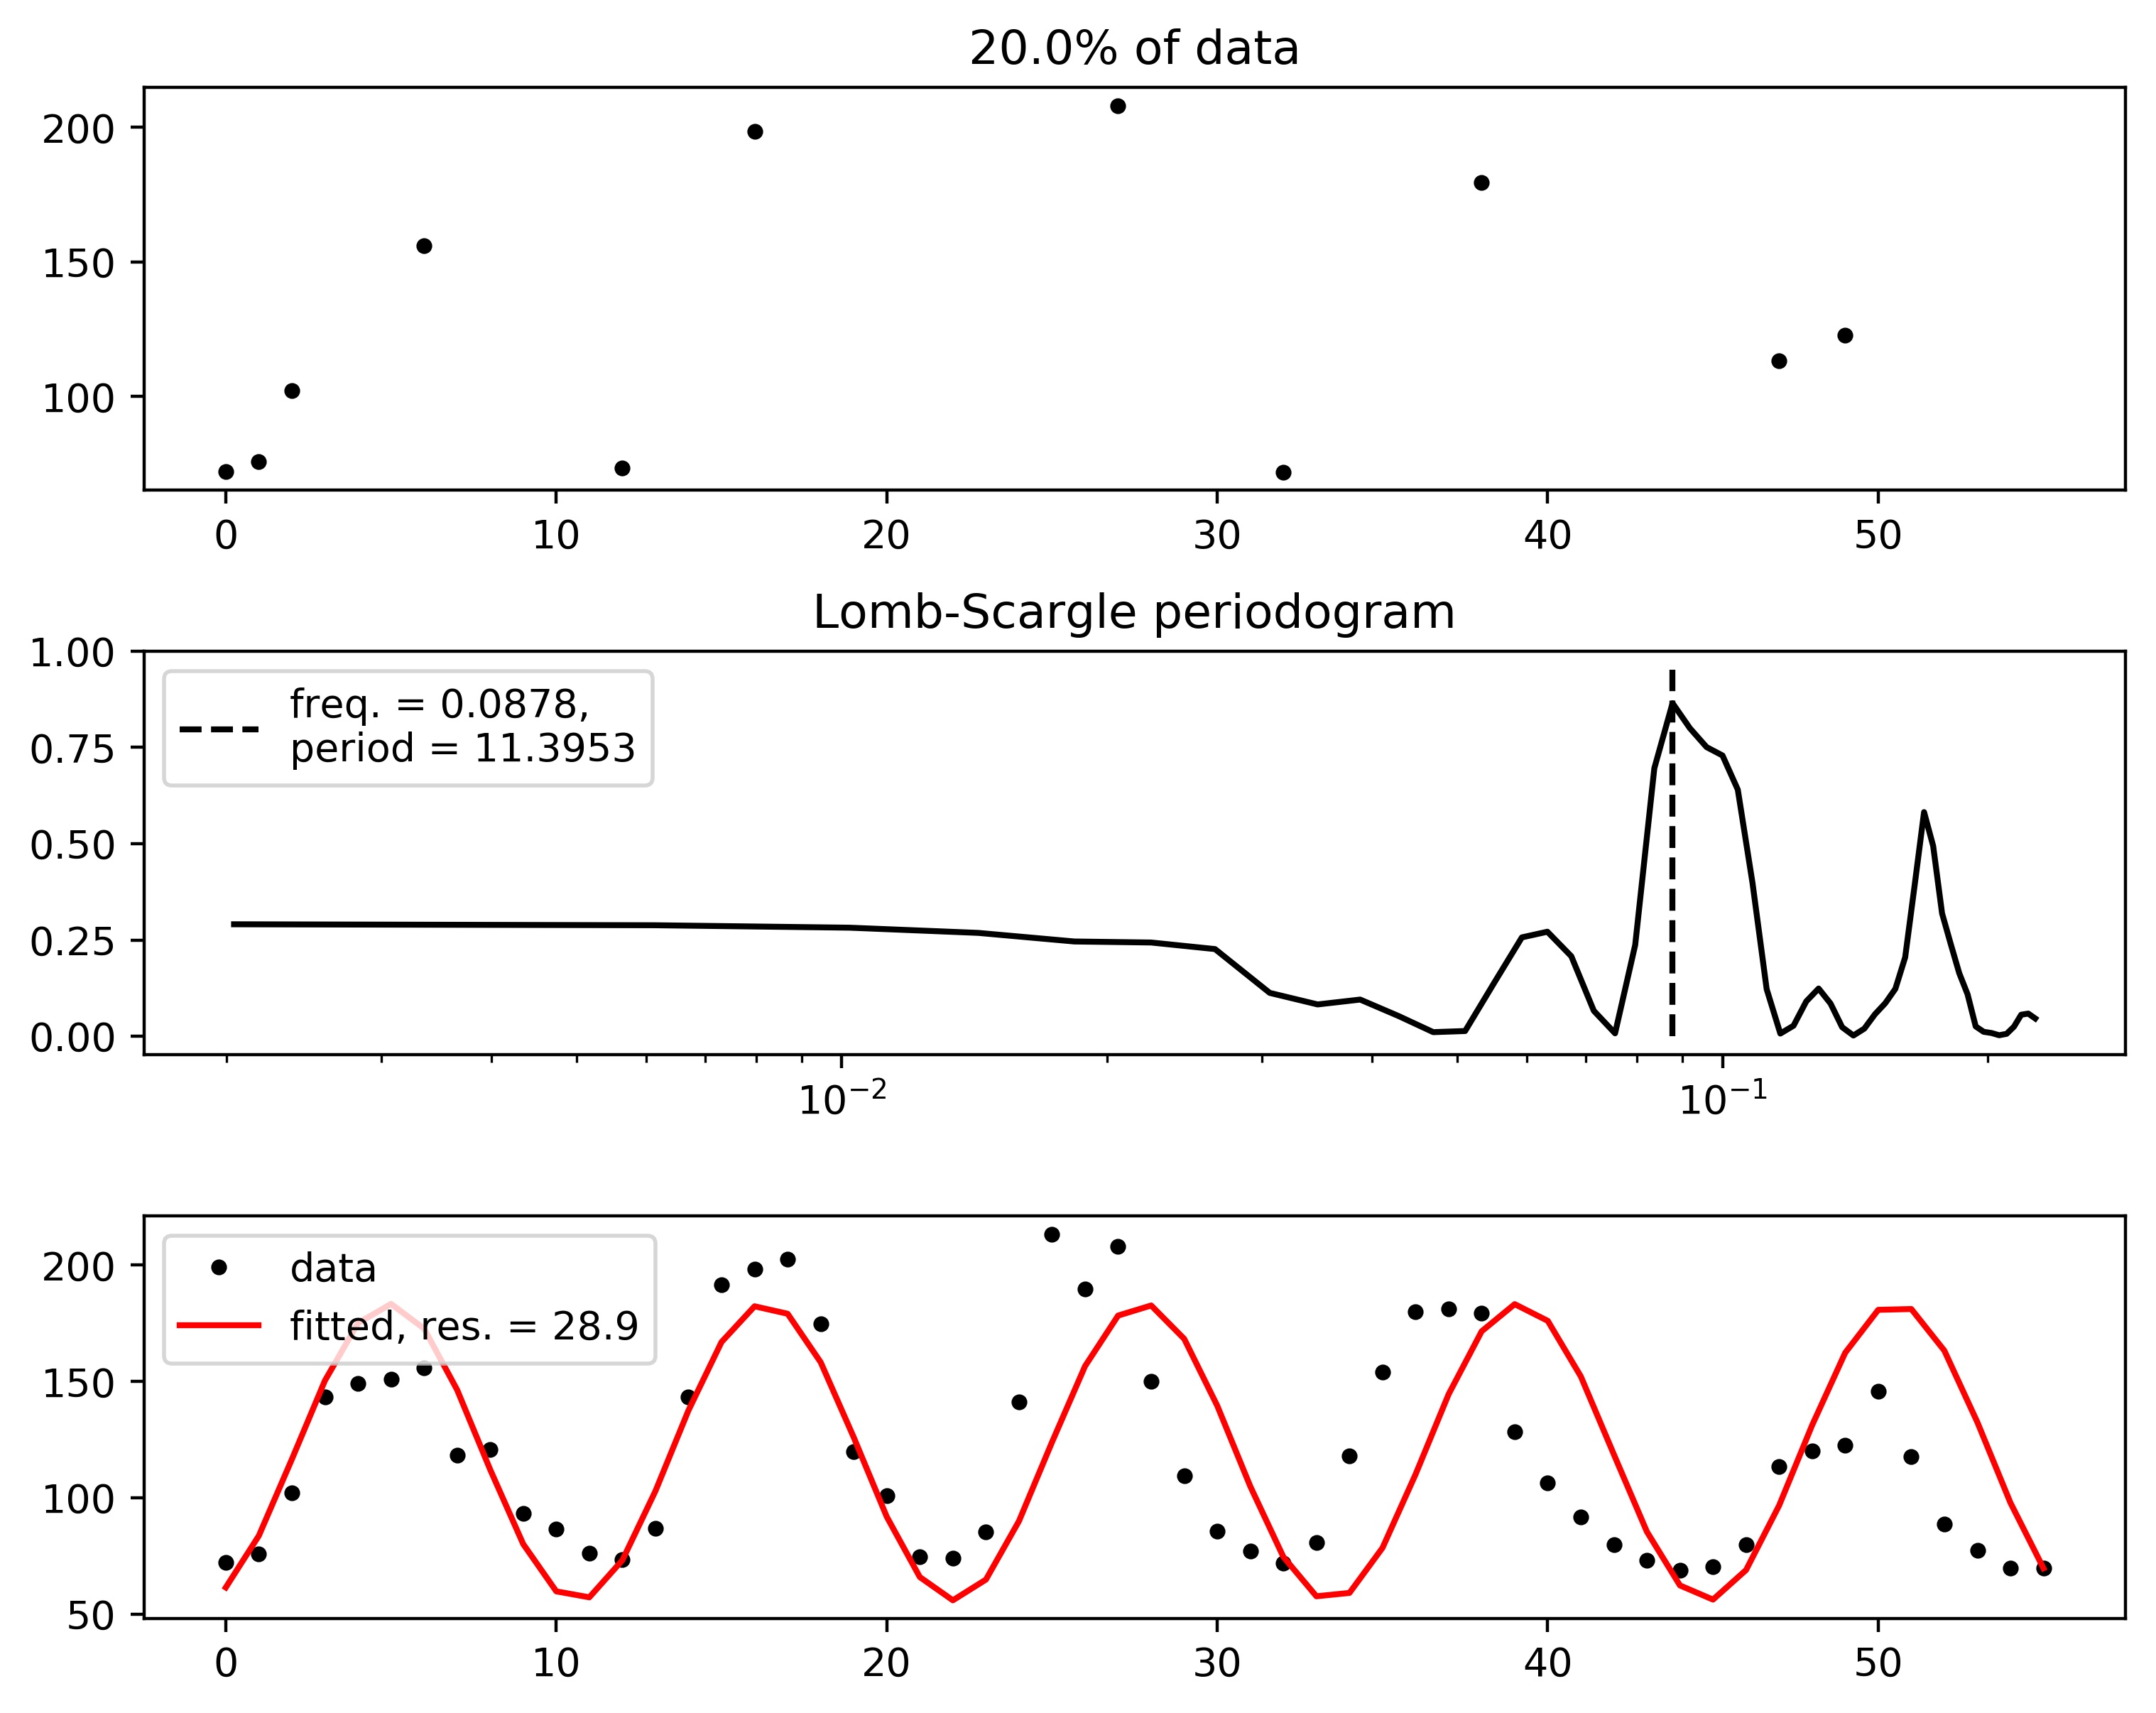 20.0% of data
200
150
100
0 10 20 30 40 50
Lomb-Scargle periodogram
1.00
0.75
0.50
0.25
0.00
freq. = 0.0878,
period = 11.3953
10⁻² 10⁻¹
200
150
100
50
data
fitted, res. = 28.9
0 10 20 30 40 50